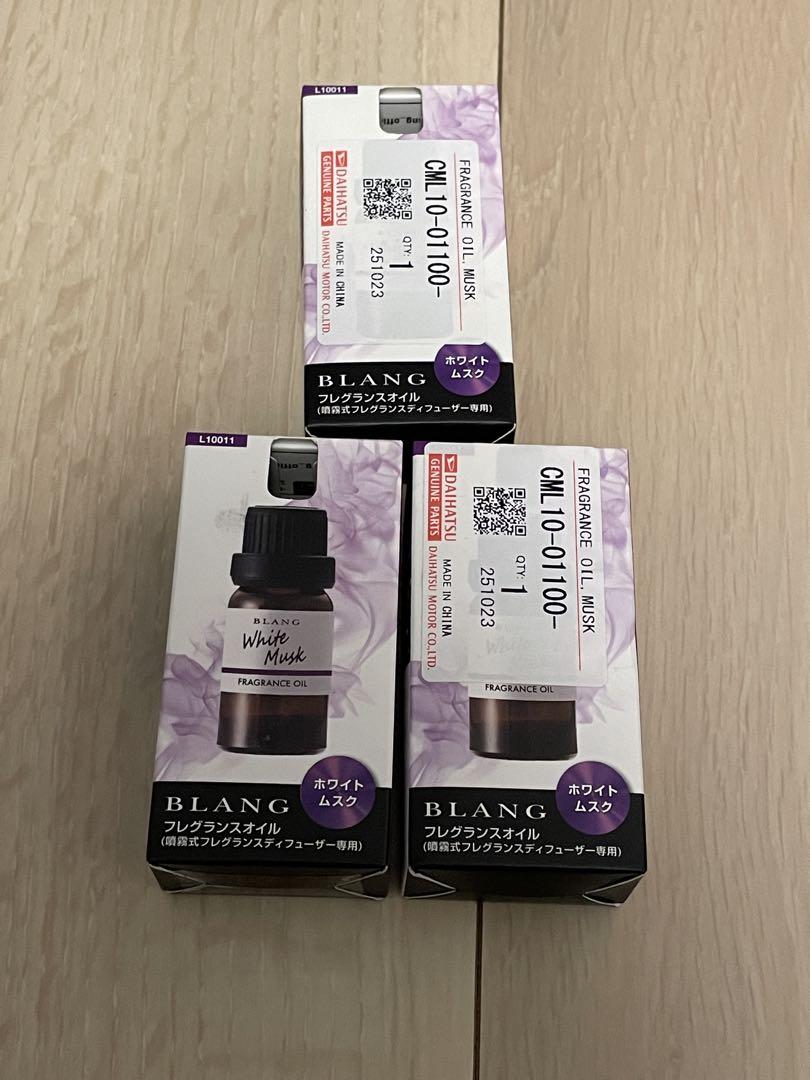 L10011
FRAGRANCE OIL, MUSK
CML10-01100-
QTY: 1
251023
DAIHATSU
GENUINE PARTS
MADE IN CHINA
DAIHATSU MOTOR CO.,LTD.
ホワイト
ムスク
BLANG
フレグランスオイル
(噴霧式フレグランスディフューザー専用)
L10011
BLANG
White
Musk
FRAGRANCE OIL
ホワイト
ムスク
BLANG
フレグランスオイル
(噴霧式フレグランスディフューザー専用)
FRAGRANCE OIL, MUSK
CML10-01100-
QTY: 1
251023
DAIHATSU
GENUINE PARTS
MADE IN CHINA
DAIHATSU MOTOR CO.,LTD.
White
FRAGRANCE OIL
ホワイト
ムスク
BLANG
フレグランスオイル
(噴霧式フレグランスディフューザー専用)